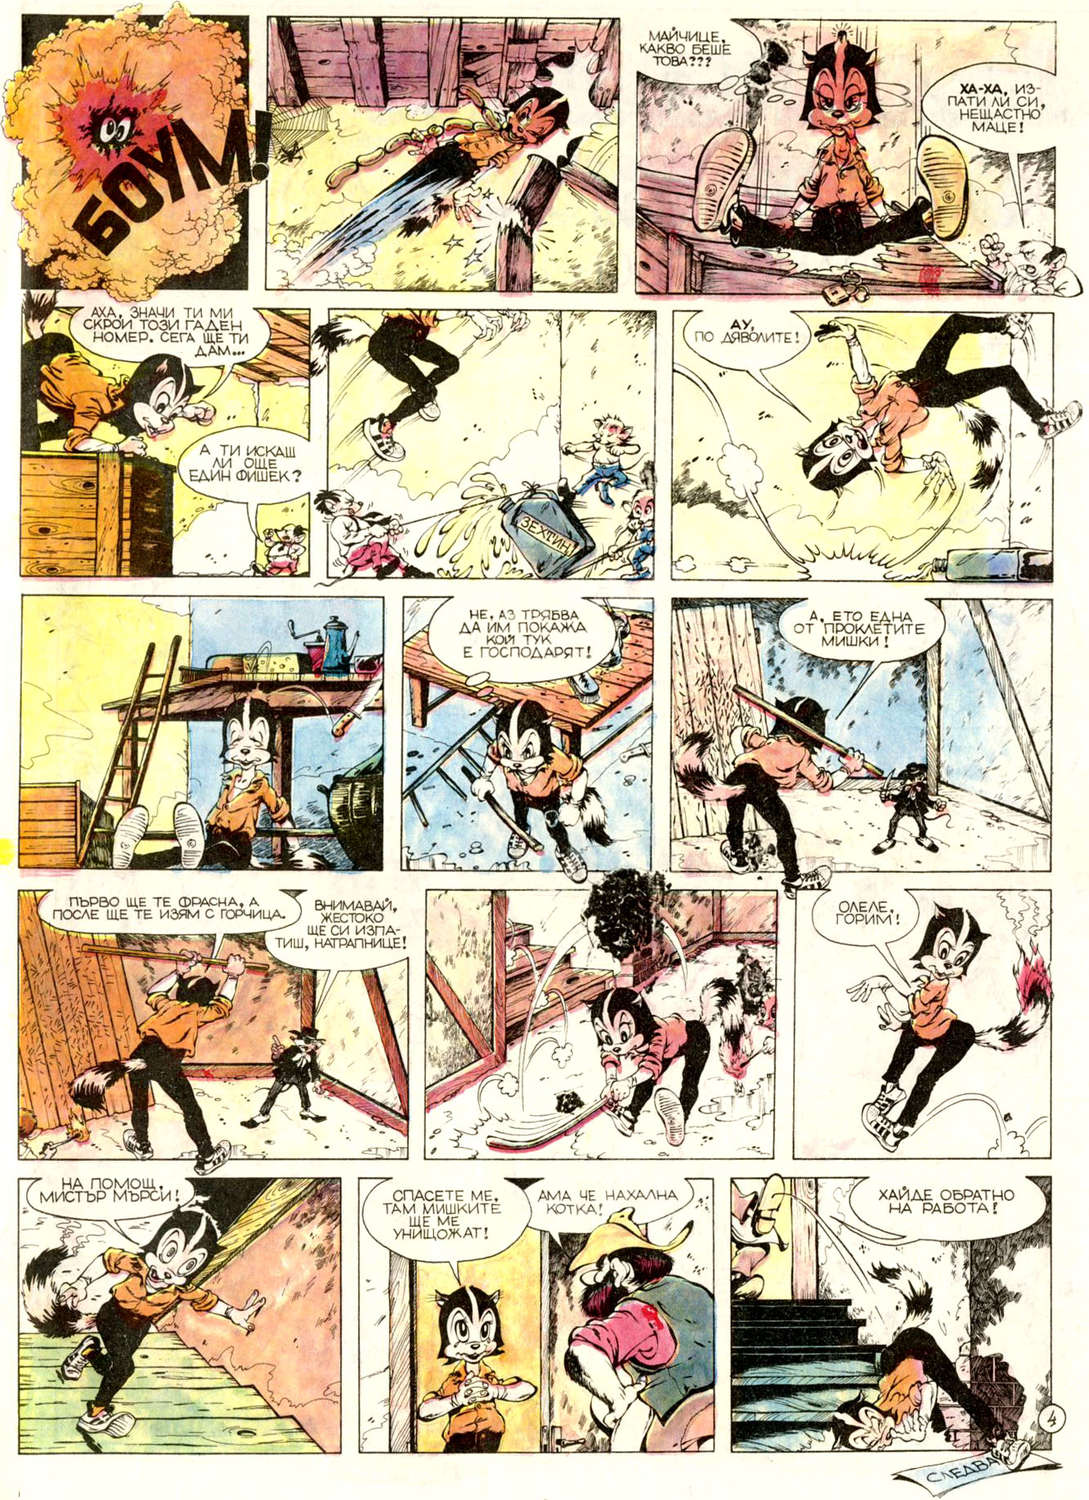 БОУМ!
МАЙЧИЦЕ,
КАКВО БЕШЕ
ТОВА???
ХА-ХА, ИЗ-
ПАТИ ЛИ СИ,
НЕЩАСТНО
МАЦЕ!
АХА, ЗНАЧИ ТИ МИ
СКРОИ ТОЗИ ГАДЕН
НОМЕР. СЕГА ЩЕ ТИ
ДАМ...
А ТИ ИСКАШ
ЛИ ОЩЕ
ЕДИН ФИШЕК?
ЗЕХТИН!
АУ,
ПО ДЯВОЛИТЕ!
НЕ, АЗ ТРЯБВА
ДА ИМ ПОКАЖА
КОЙ ТУК
Е ГОСПОДАРЯТ!
А, ЕТО ЕДНА
ОТ ПРОКЛЕТИТЕ
МИШКИ!
ПЪРВО ЩЕ ТЕ ФРАСНА, А
ПОСЛЕ ЩЕ ТЕ ИЗЯМ С ГОРЧИЦА.
ВНИМАВАЙ,
ЖЕСТОКО
ЩЕ СИ ИЗПА-
ТИШ, НАТРАПНИЦЕ!
ОЛЕЛЕ,
ГОРИМ!
НА ПОМОЩ,
МИСТЪР МЪРСИ!
СПАСЕТЕ МЕ,
ТАМ МИШКИТЕ
ЩЕ МЕ
УНИЩОЖАТ!
АМА ЧЕ НАХАЛНА
КОТКА!
ХАЙДЕ ОБРАТНО
НА РАБОТА!
4
СЛЕДВА